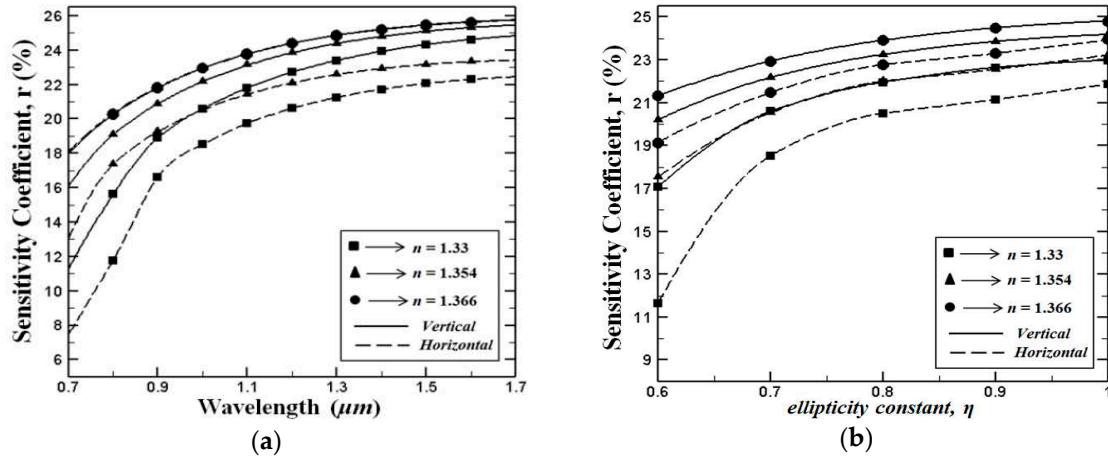 Sensitivity Coefficient, r (%)
26
24
22
20
18
16
14
12
10
8
6
0.7 0.9 1.1 1.3 1.5 1.7
Wavelength (µm)
n = 1.33
n = 1.354
n = 1.366
Vertical
Horizontal
(a)
Sensitivity Coefficient, r (%)
25
23
21
19
17
15
13
11
9
0.6 0.7 0.8 0.9 1
ellipticity constant, η
n = 1.33
n = 1.354
n = 1.366
Vertical
Horizontal
(b)